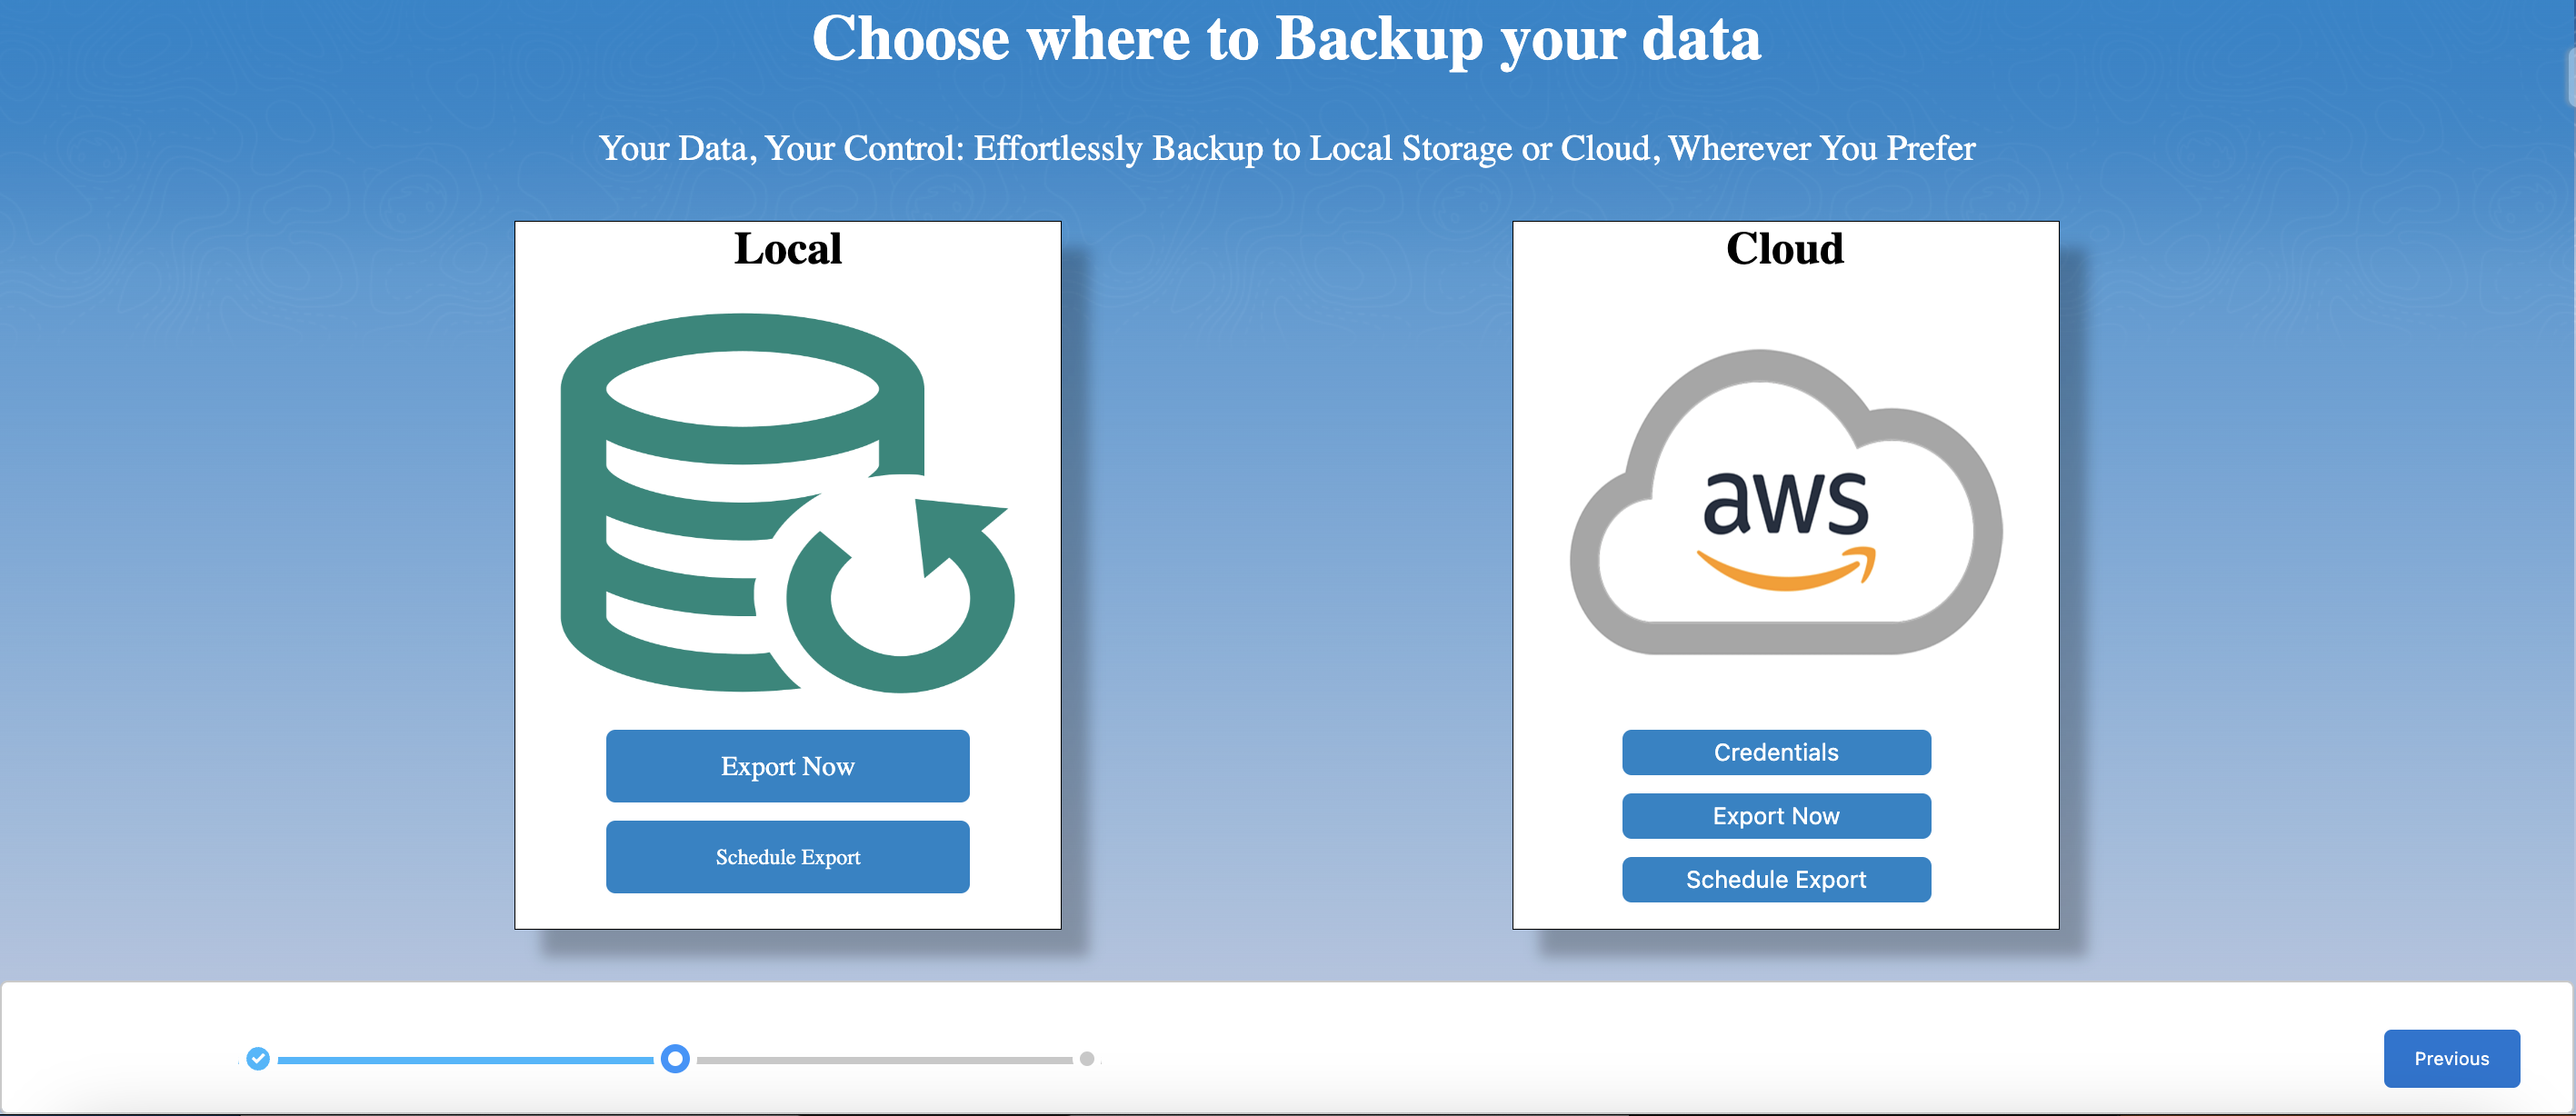 Choose where to Backup your data
Your Data, Your Control: Effortlessly Backup to Local Storage or Cloud, Wherever You Prefer
Local
Export Now
Schedule Export
Cloud
aws
Credentials
Export Now
Schedule Export
Previous